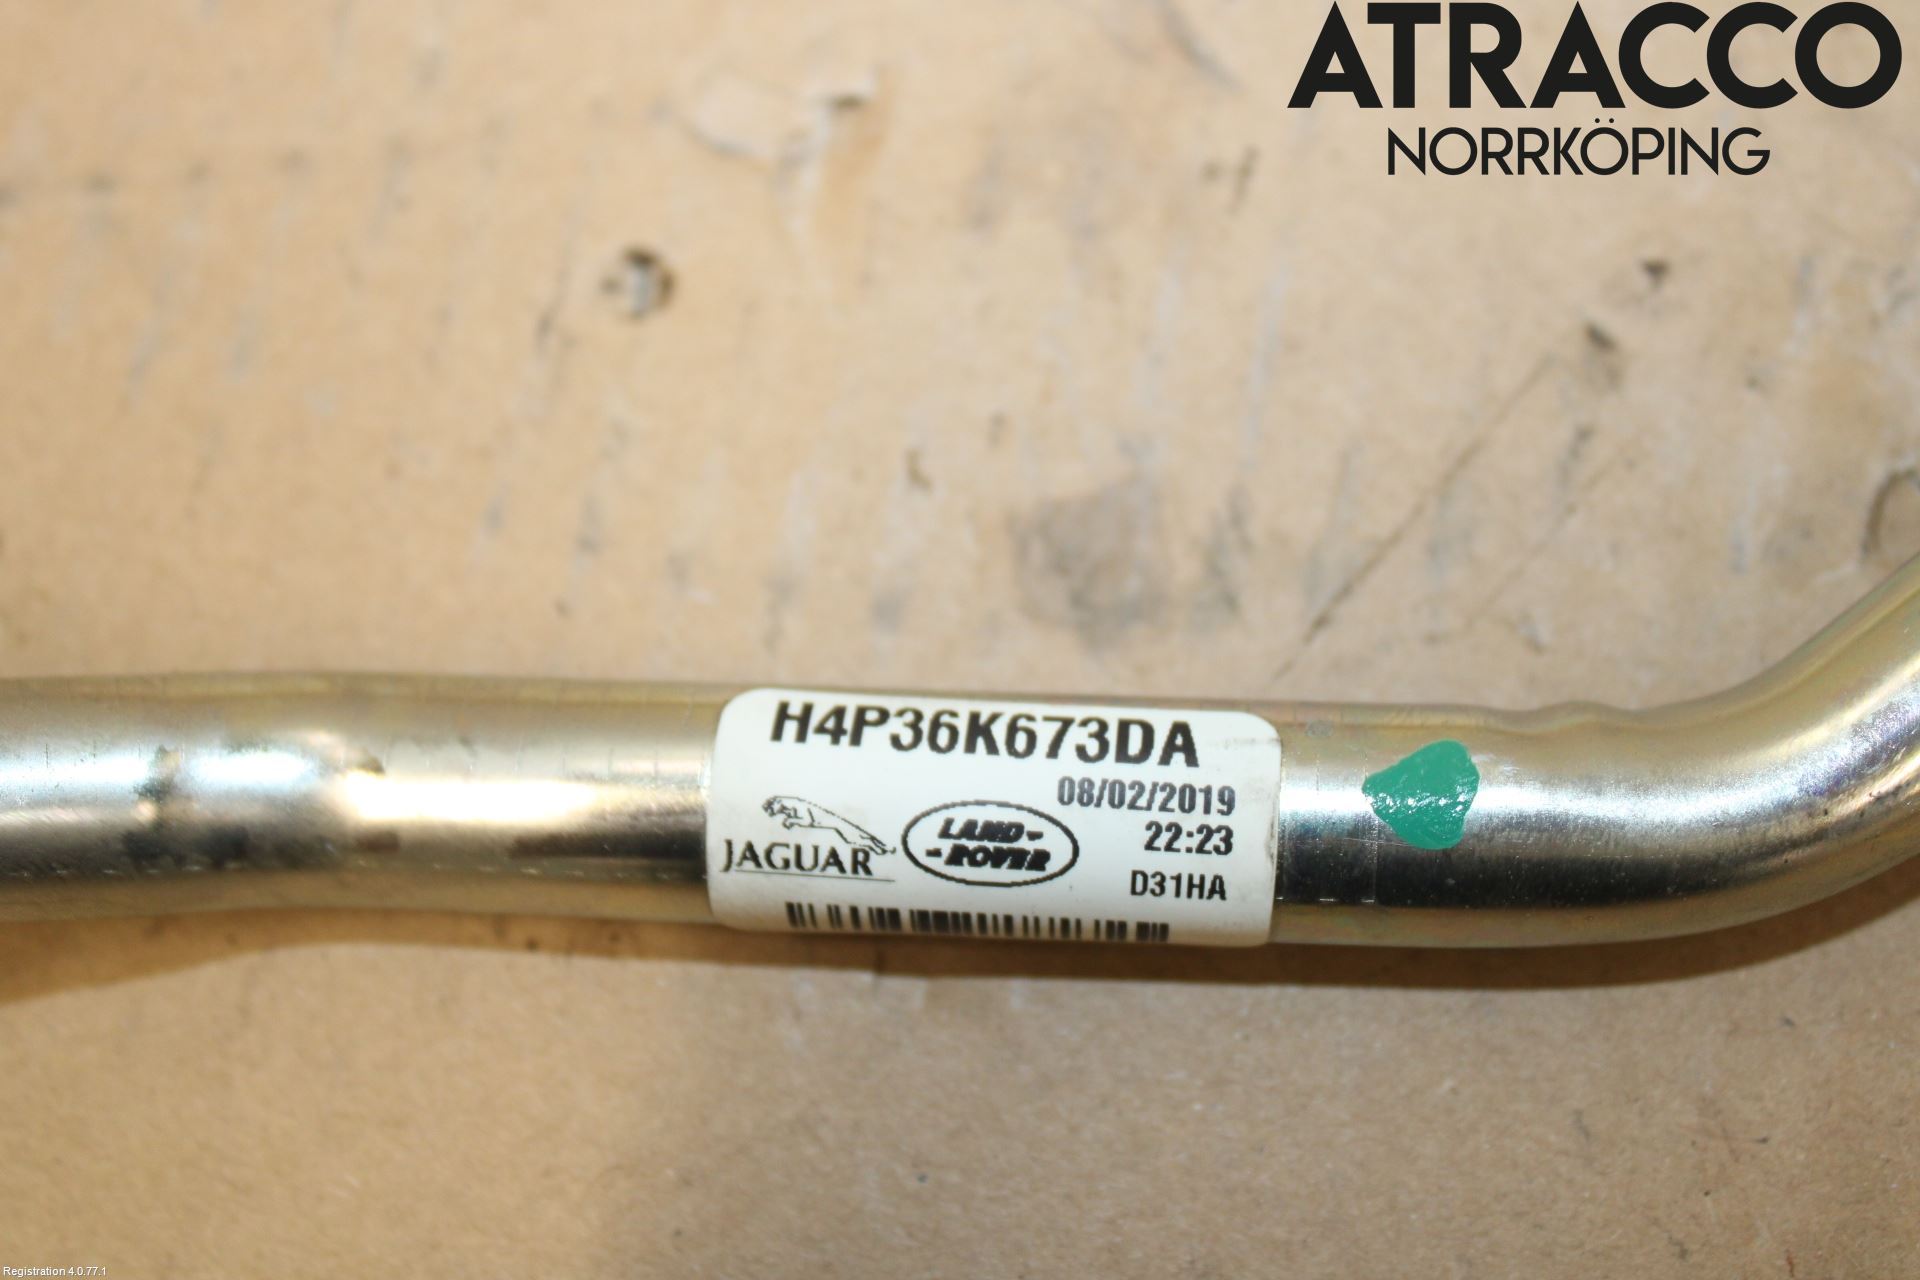 ATRACCO
NORRKÖPING
H4P36K673DA
08/02/2019
22:23
D31HA
JAGUAR
LAND-
-ROVER
Registration 4.0.77.1